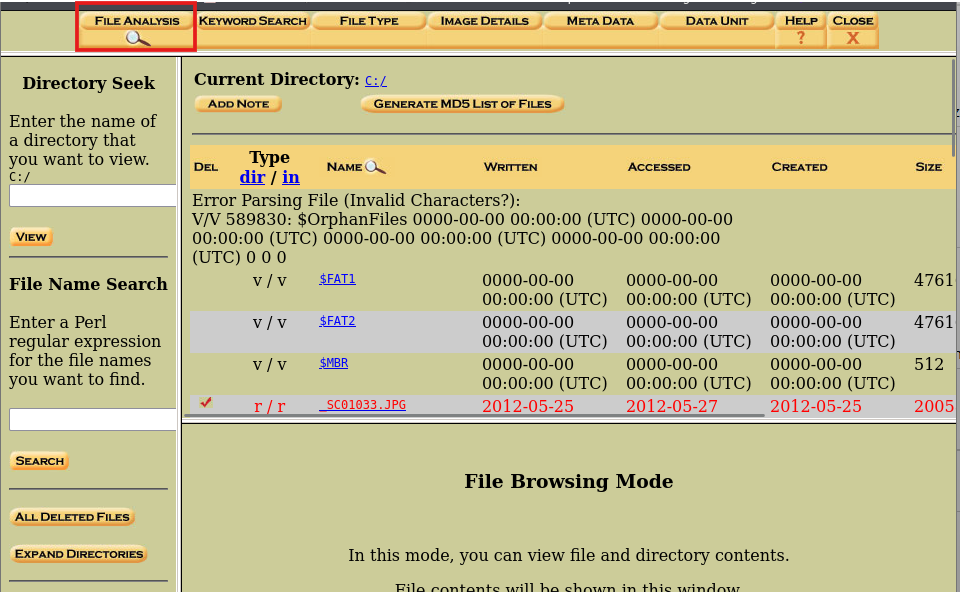 FILE ANALYSIS KEYWORD SEARCH FILE TYPE IMAGE DETAILS META DATA DATA UNIT HELP CLOSE
? X
Directory Seek
Enter the name of
a directory that
you want to view.
C:/
VIEW
File Name Search
Enter a Perl
regular expression
for the file names
you want to find.
SEARCH
ALL DELETED FILES
EXPAND DIRECTORIES
Current Directory: C:/
ADD NOTE GENERATE MD5 LIST OF FILES
DEL Type NAME WRITTEN ACCESSED CREATED SIZE
dir / in
Error Parsing File (Invalid Characters?):
V/V 589830: $OrphanFiles 0000-00-00 00:00:00 (UTC) 0000-00-00
00:00:00 (UTC) 0000-00-00 00:00:00 (UTC) 0000-00-00 00:00:00
(UTC) 0 0 0
v / v $FAT1 0000-00-00 0000-00-00 0000-00-00 4761
00:00:00 (UTC) 00:00:00 (UTC) 00:00:00 (UTC)
v / v $FAT2 0000-00-00 0000-00-00 0000-00-00 4761
00:00:00 (UTC) 00:00:00 (UTC) 00:00:00 (UTC)
v / v $MBR 0000-00-00 0000-00-00 0000-00-00 512
00:00:00 (UTC) 00:00:00 (UTC) 00:00:00 (UTC)
r / r _SC01033.JPG 2012-05-25 2012-05-27 2012-05-25 2005
File Browsing Mode
In this mode, you can view file and directory contents.
File contents will be shown in this window.